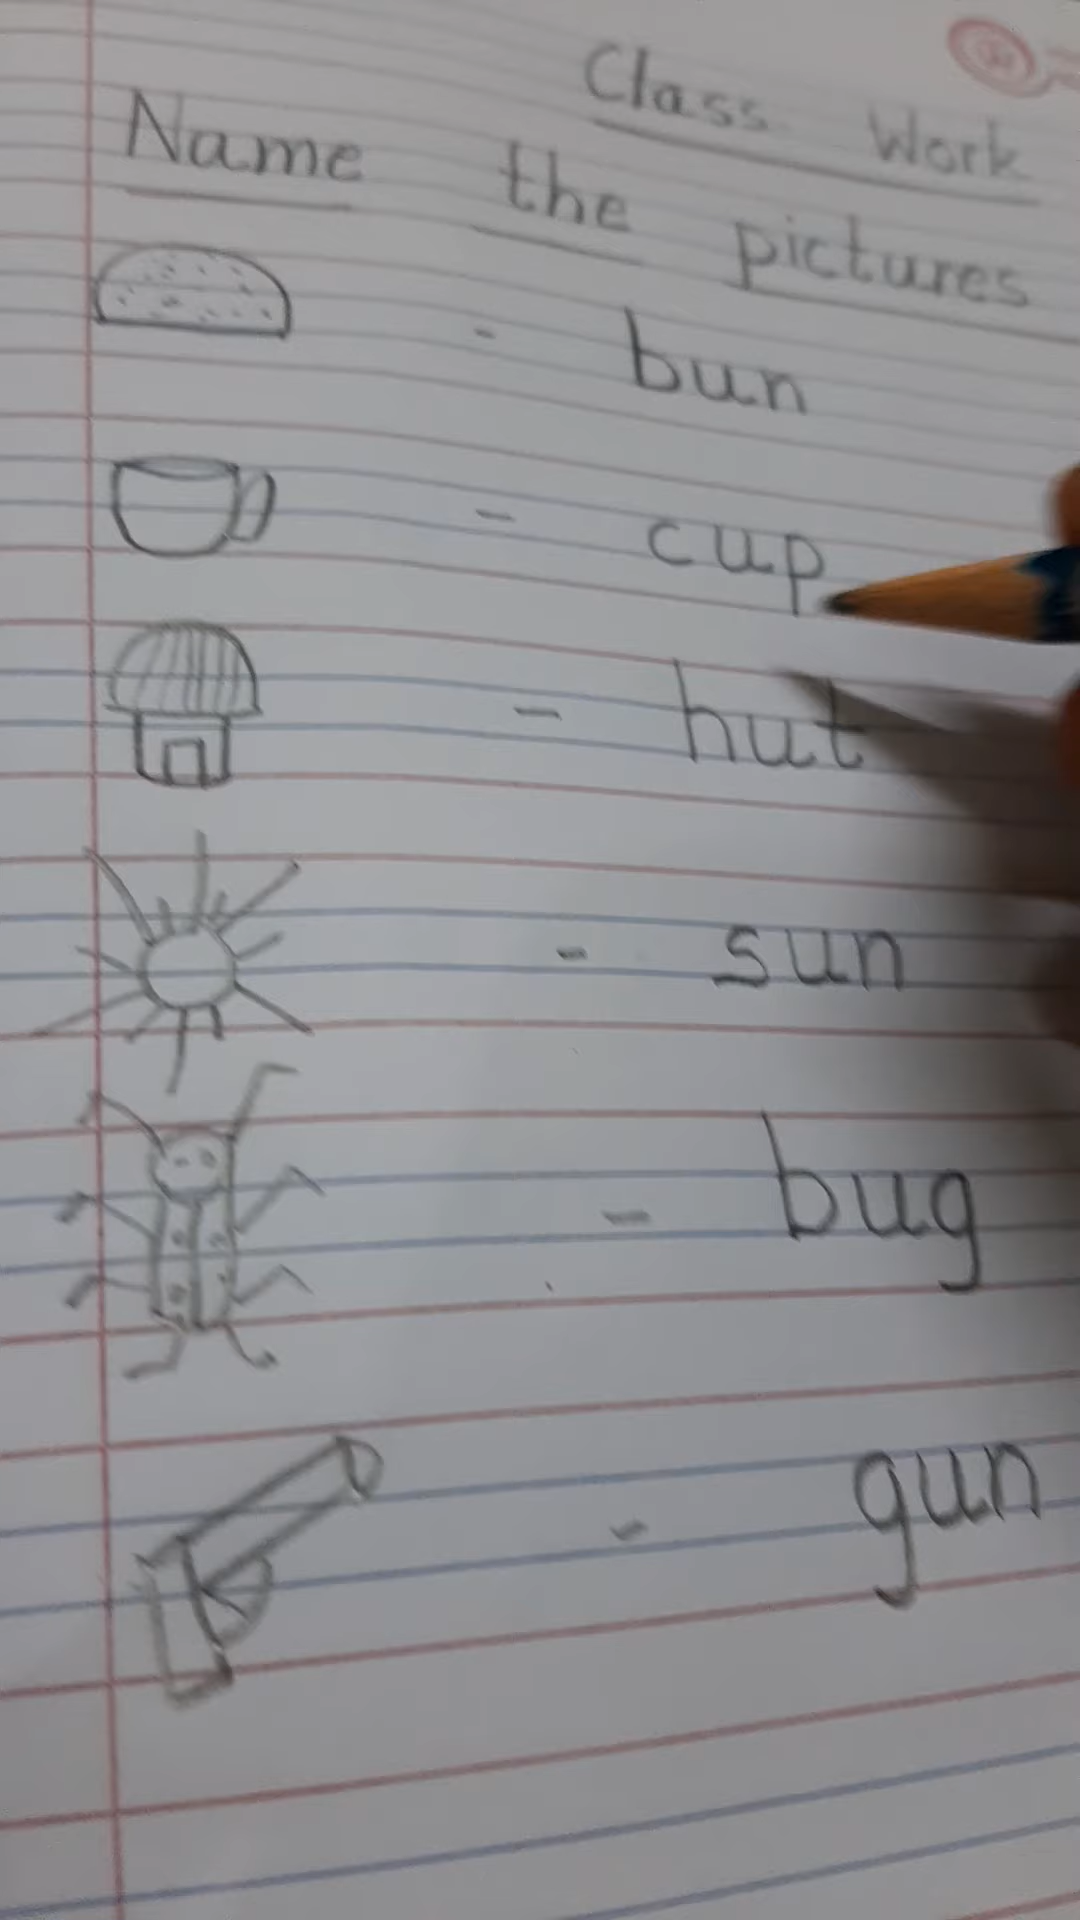 Class Work
Name the pictures
- bun
- cup
- hut
- sun
- bug
- gun